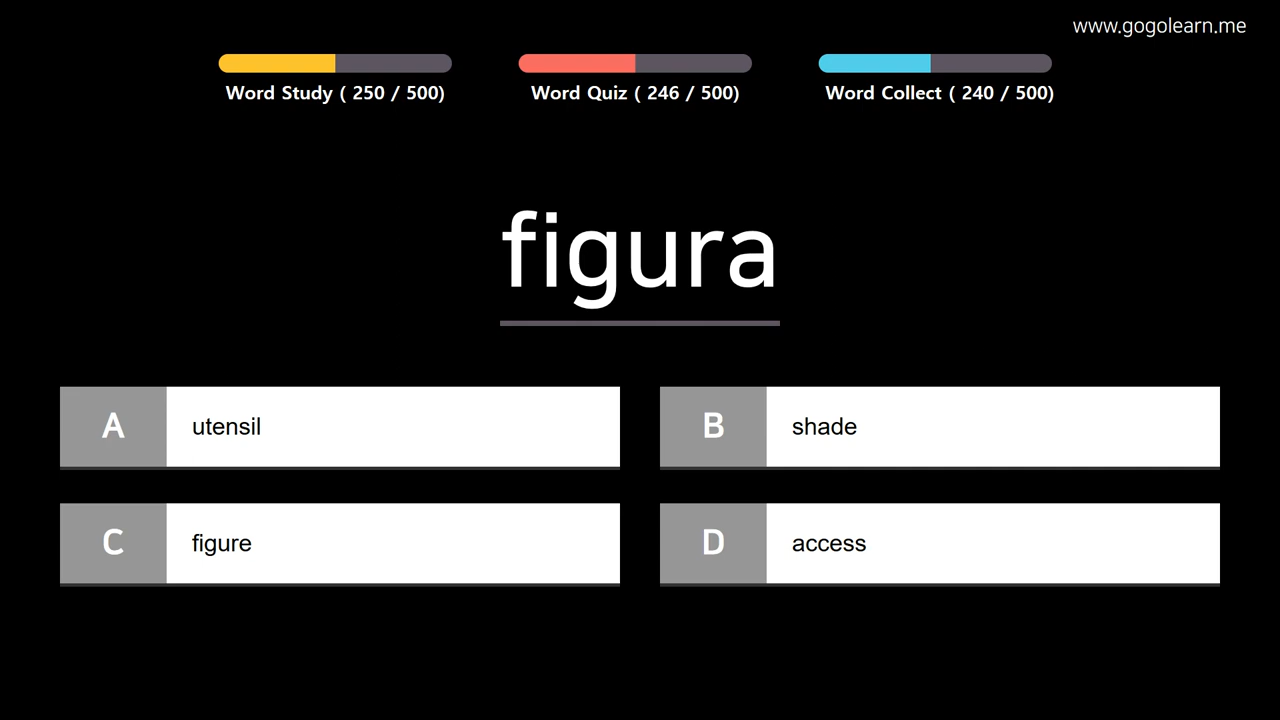 www.gogolearn.me
Word Study ( 250 / 500)
Word Quiz ( 246 / 500)
Word Collect ( 240 / 500)
figura
A utensil
B shade
C figure
D access